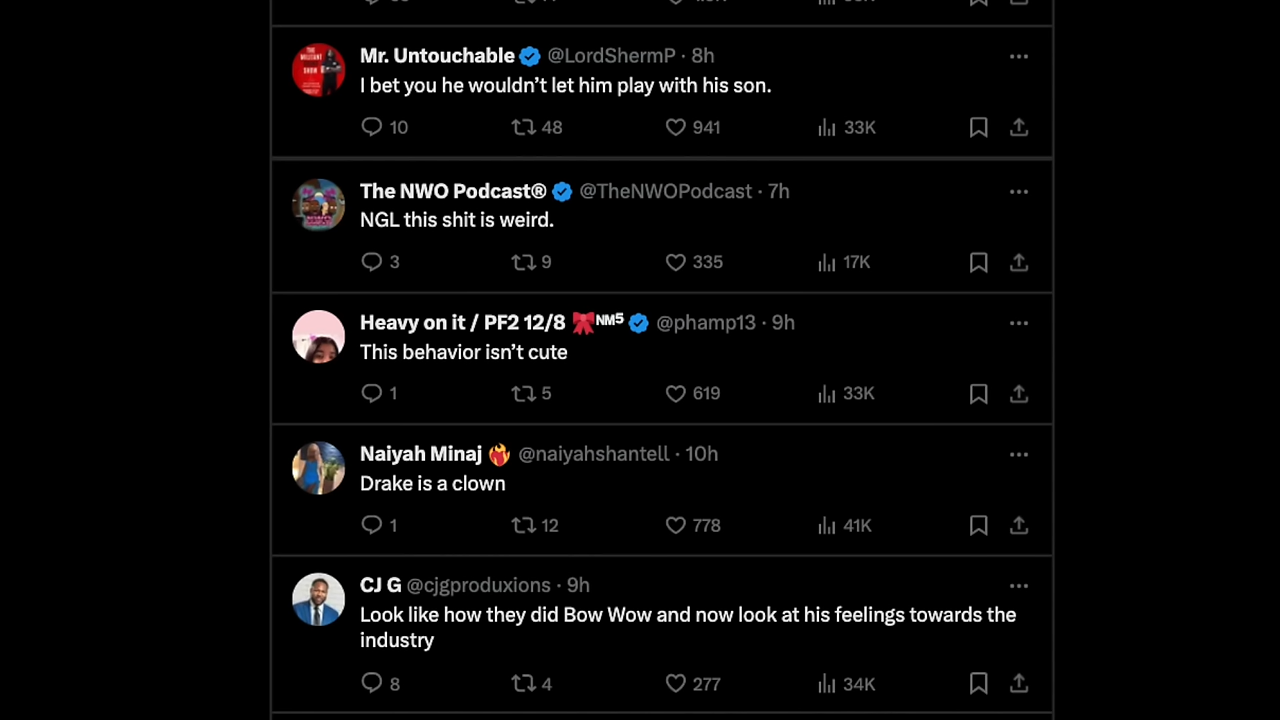 Mr. Untouchable @LordShermP · 8h
I bet you he wouldn't let him play with his son.
10 48 941 33K
The NWO Podcast® @TheNWOPodcast · 7h
NGL this shit is weird.
3 9 335 17K
Heavy on it / PF2 12/8 🎀ᴺᴹ⁵ @phamp13 · 9h
This behavior isn't cute
1 5 619 33K
Naiyah Minaj ❤️‍🔥 @naiyahshantell · 10h
Drake is a clown
1 12 778 41K
CJ G @cjgproduxions · 9h
Look like how they did Bow Wow and now look at his feelings towards the
industry
8 4 277 34K